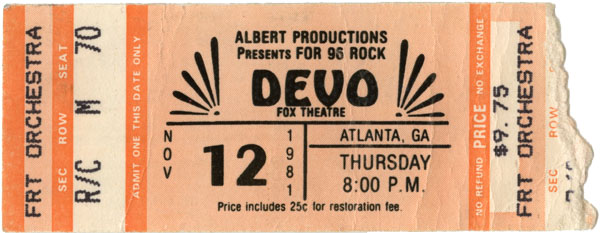 FRT ORCHESTRA
SEC ROW SEAT
R/C M 70
ADMIT ONE THIS DATE ONLY
ALBERT PRODUCTIONS
PRESENTS FOR 96 ROCK
DEVO
FOX THEATRE
NOV
12
1981
ATLANTA, GA
THURSDAY
8:00 P.M.
Price includes 25¢ for restoration fee.
NO REFUND PRICE NO EXCHANGE
$9.75
FRT ORCHESTRA
SEC ROW